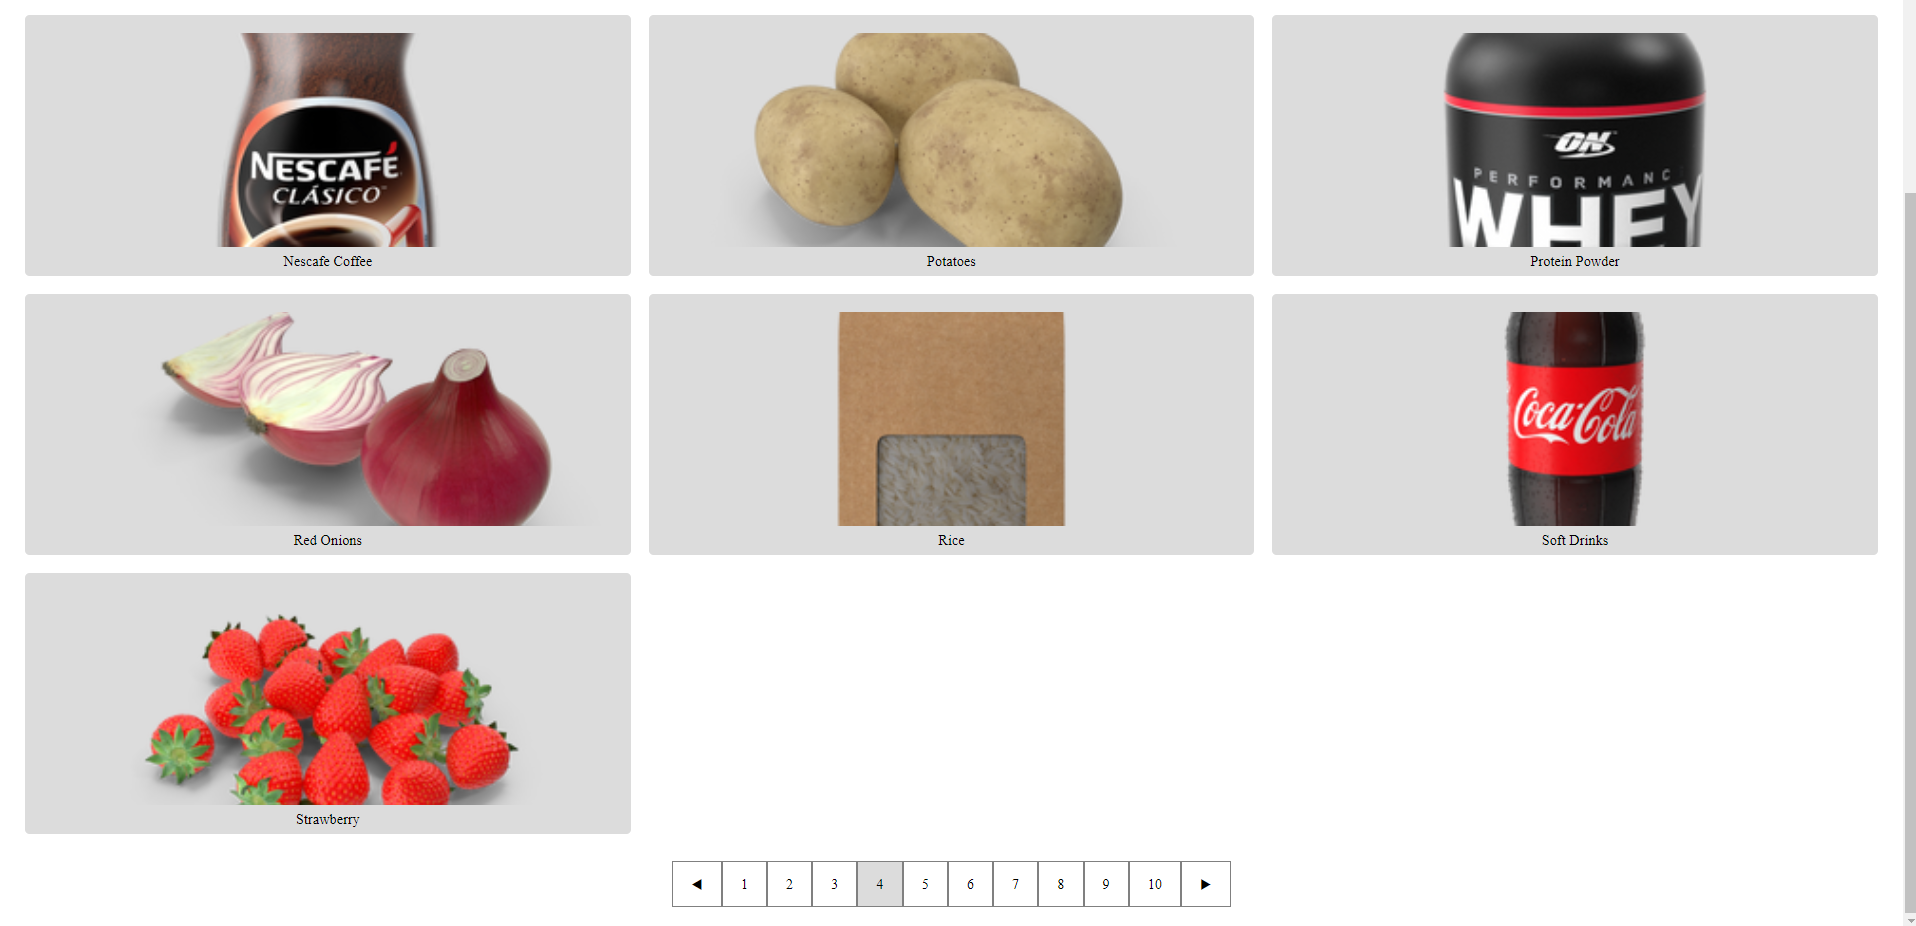 NESCAFÉ
CLÁSICO
Nescafe Coffee
Potatoes
ON
PERFORMANC
WHEY
Protein Powder
Red Onions
Rice
Coca-Cola
Soft Drinks
Strawberry
◀ 1 2 3 4 5 6 7 8 9 10 ▶